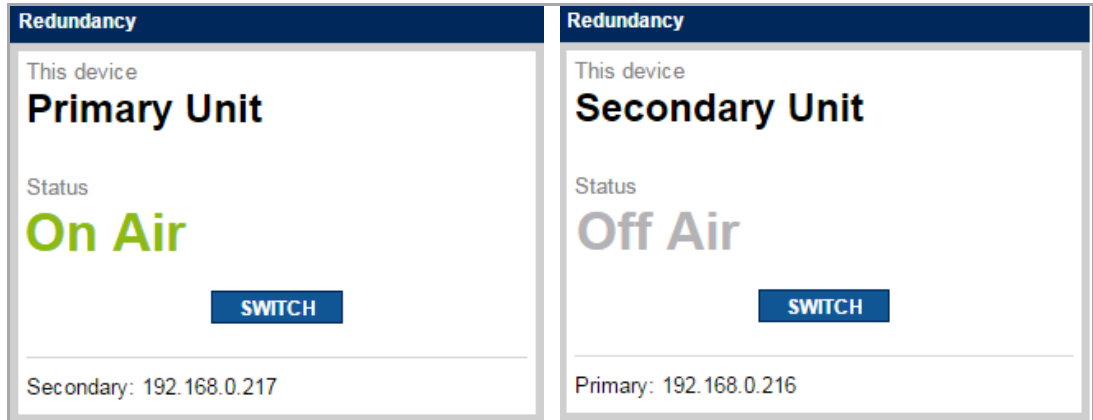 Redundancy
This device
Primary Unit
Status
On Air
SWITCH
Secondary: 192.168.0.217
Redundancy
This device
Secondary Unit
Status
Off Air
SWITCH
Primary: 192.168.0.216